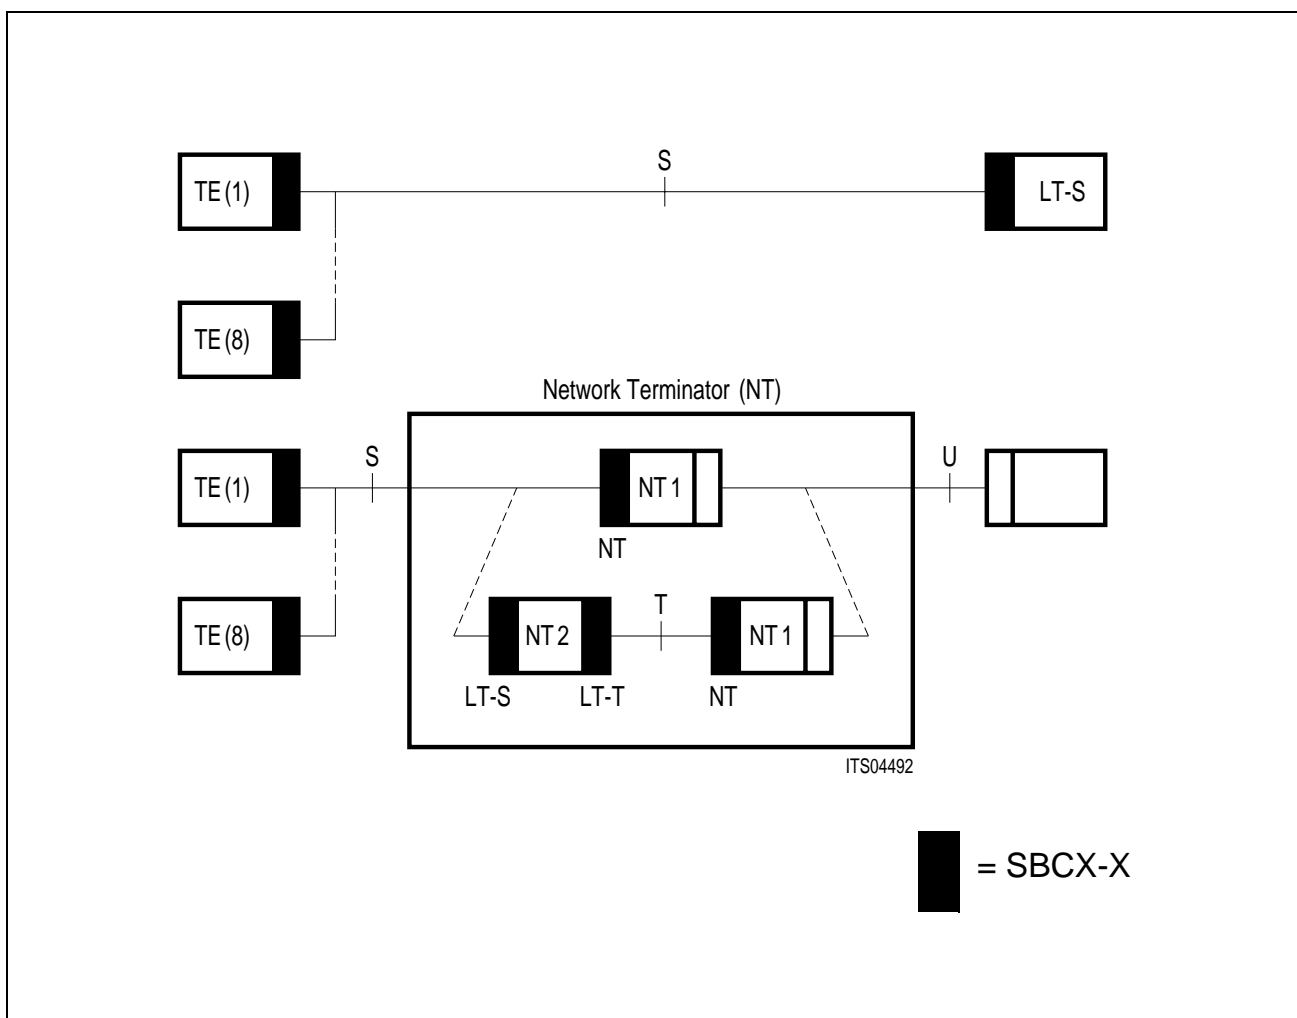 S
TE (1)
LT-S
TE (8)
Network Terminator (NT)
TE (1)
S
NT 1
U
NT
TE (8)
NT 2
T
NT 1
LT-S
LT-T
NT
ITS04492
= SBCX-X